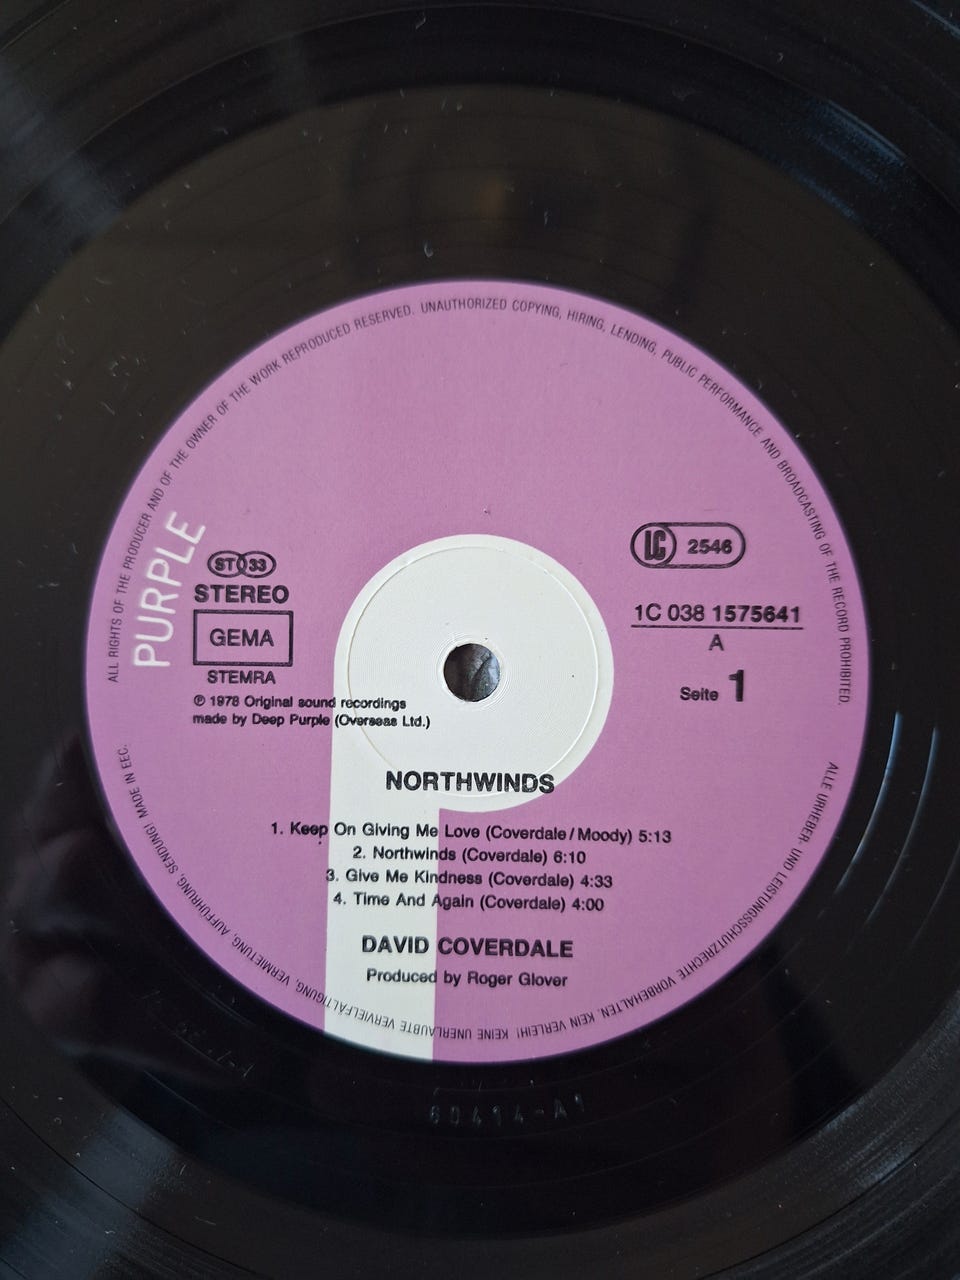 ALL RIGHTS OF THE PRODUCER AND OF THE OWNER OF THE WORK REPRODUCED RESERVED. UNAUTHORIZED COPYING, HIRING, LENDING, PUBLIC PERFORMANCE AND BROADCASTING OF THE RECORD PROHIBITED.
PURPLE
ST 33
STEREO
GEMA
STEMRA
℗ 1978 Original sound recordings
made by Deep Purple (Overseas Ltd.)
LC 2546
1C 038 1575641
A
Seite 1
NORTHWINDS
1. Keep On Giving Me Love (Coverdale/Moody) 5:13
2. Northwinds (Coverdale) 6:10
3. Give Me Kindness (Coverdale) 4:33
4. Time And Again (Coverdale) 4:00
DAVID COVERDALE
Produced by Roger Glover
ALLE URHEBER- UND LEISTUNGSSCHUTZRECHTE VORBEHALTEN. KEIN VERLEIH! KEINE UNERLAUBTE VERVIELFÄLTIGUNG, VERMIETUNG, AUFFÜHRUNG, SENDUNG! MADE IN EEC.
60414-A1